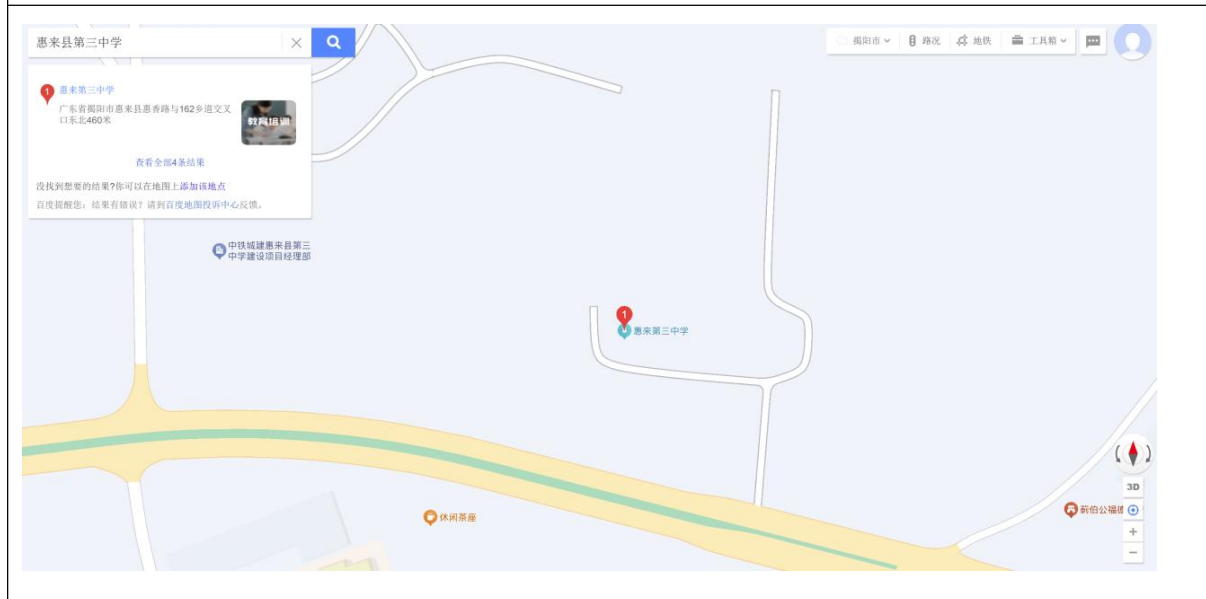 惠来县第三中学
揭阳市
路况
地铁
工具箱
1
惠来第三中学
广东省揭阳市惠来县惠香路与162乡道交叉
口东北460米
教育培训
查看全部4条结果
没找到想要的结果?你可以在地图上添加该地点
百度提醒您:结果有错误?请到百度地图投诉中心反馈。
中铁城建惠来县第三
中学建设项目经理部
1
惠来第三中学
休闲茶座
3D